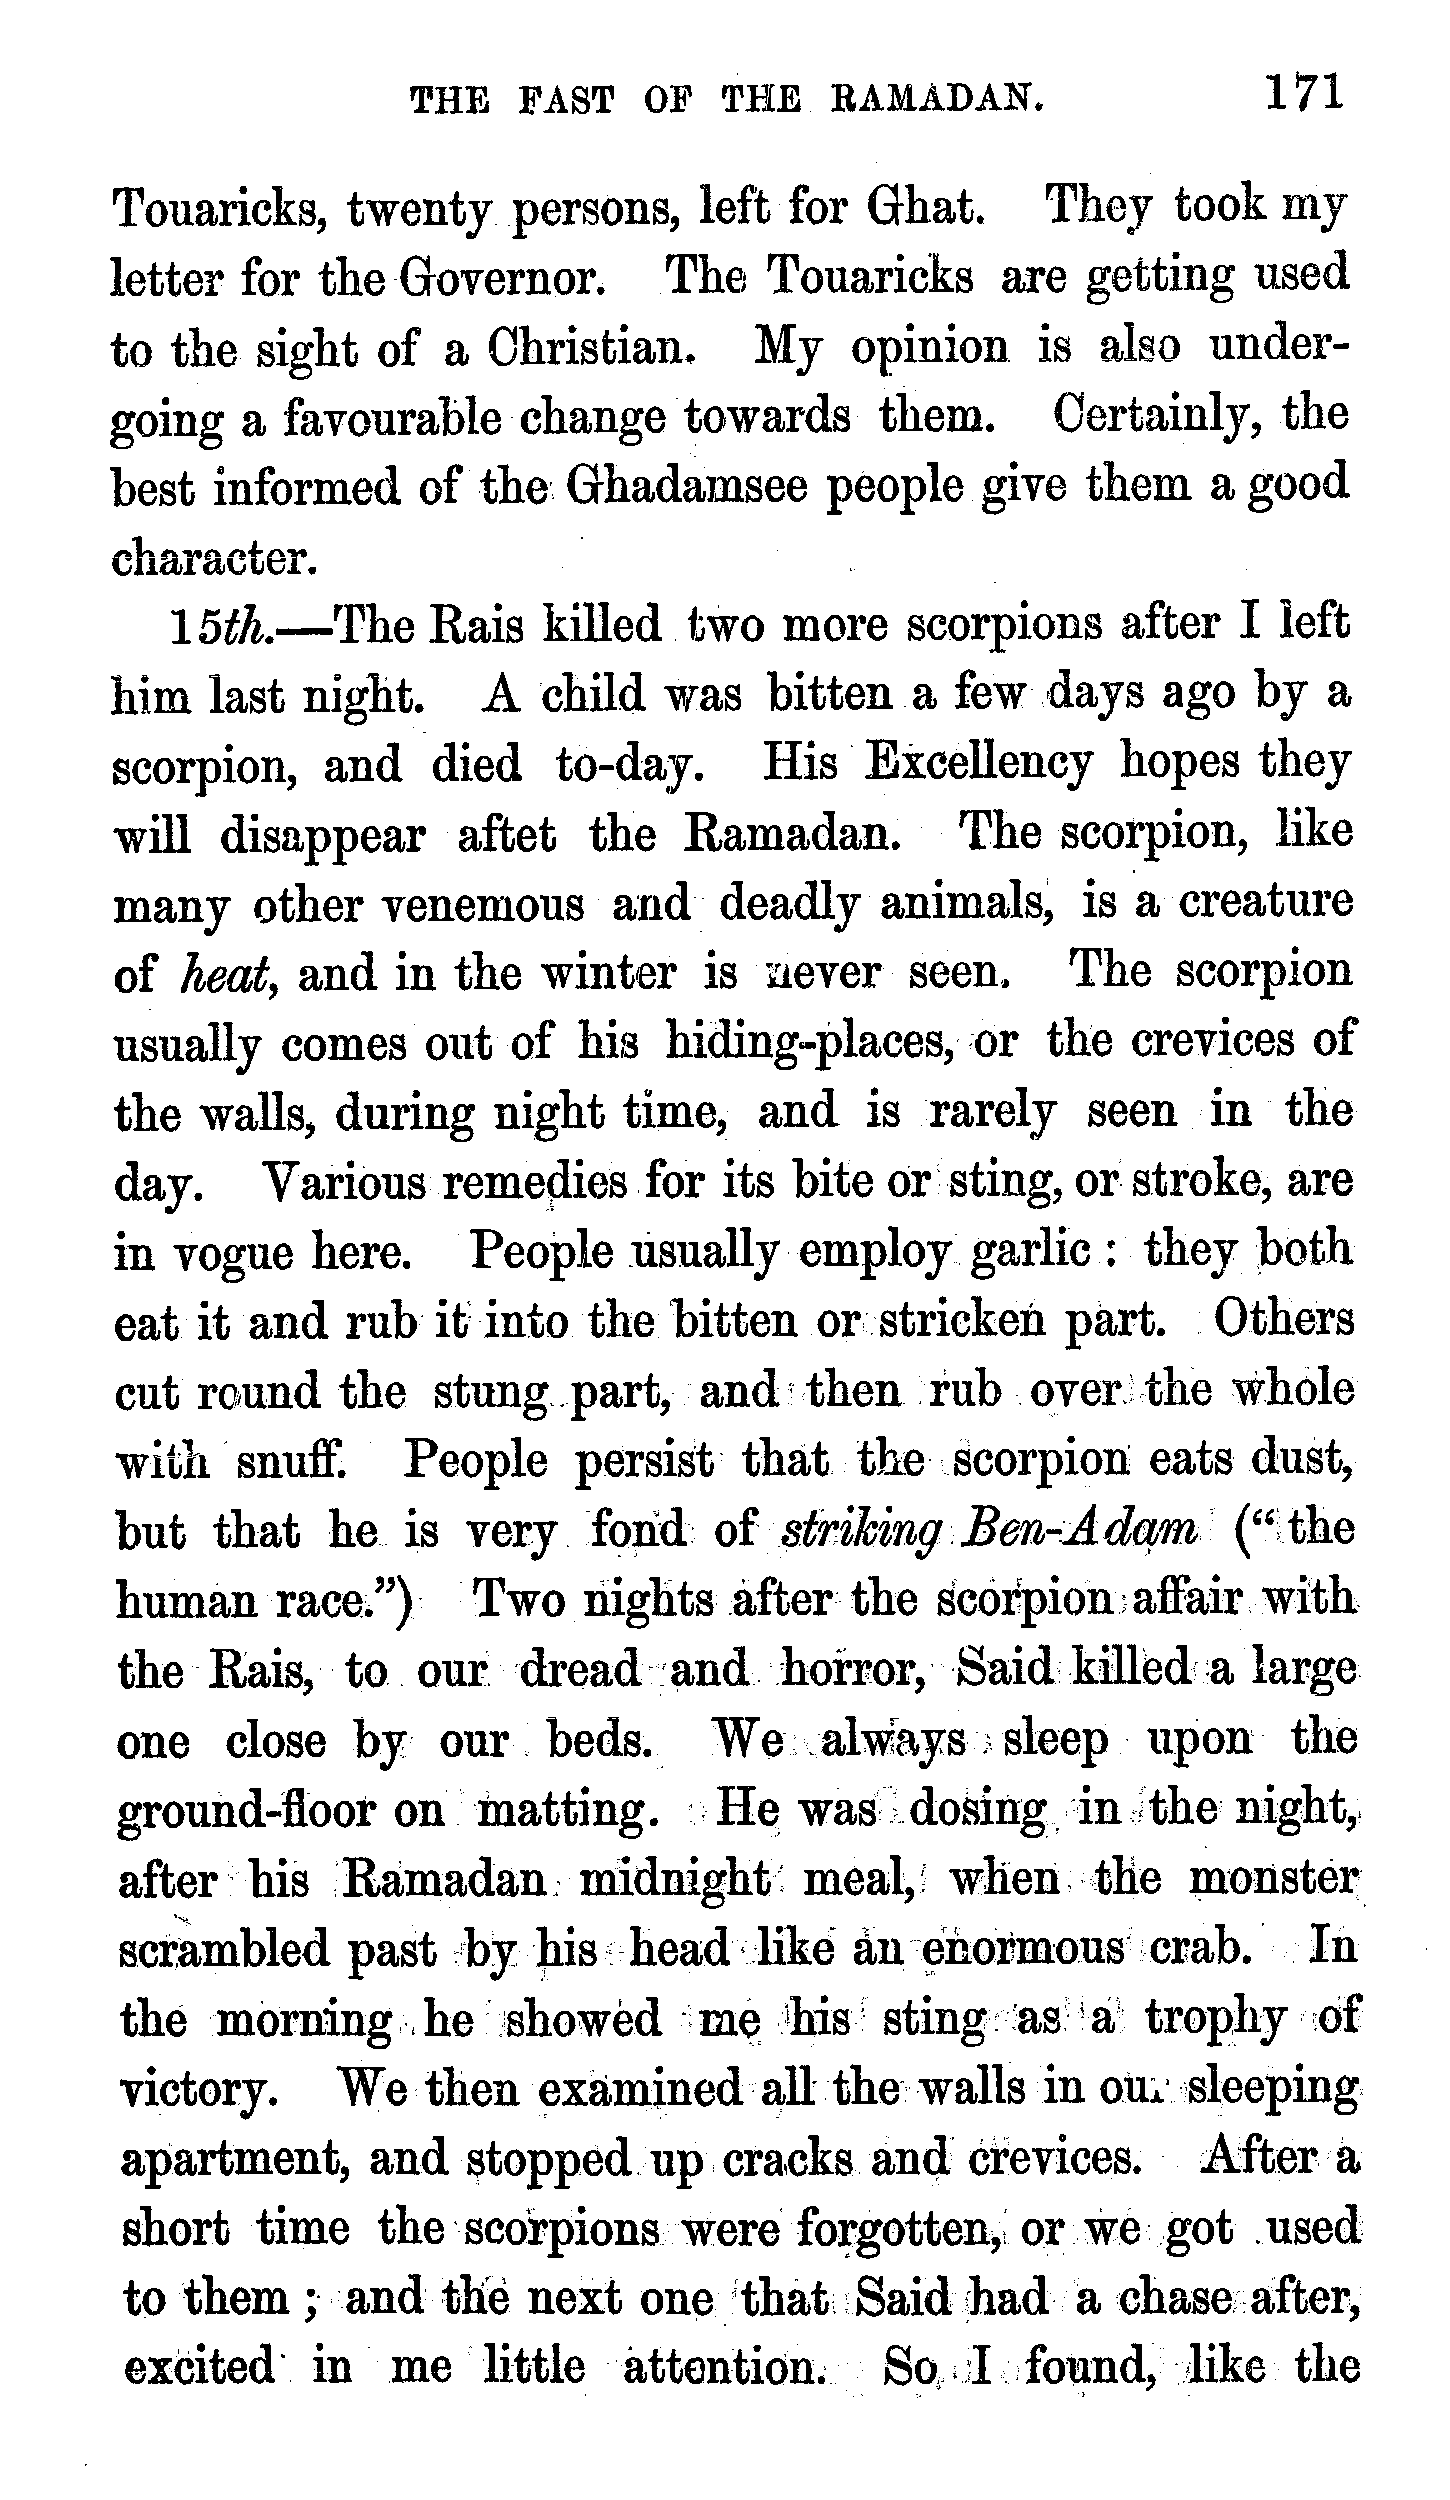 THE FAST OF THE RAMADAN. 171
Touaricks, twenty persons, left for Ghat. They took my
letter for the Governor. The Touaricks are getting used
to the sight of a Christian. My opinion is also under-
going a favourable change towards them. Certainly, the
best informed of the Ghadamsee people give them a good
character.
15th.—The Rais killed two more scorpions after I left
him last night. A child was bitten a few days ago by a
scorpion, and died to-day. His Excellency hopes they
will disappear aftet the Ramadan. The scorpion, like
many other venemous and deadly animals, is a creature
of heat, and in the winter is never seen. The scorpion
usually comes out of his hiding-places, or the crevices of
the walls, during night time, and is rarely seen in the
day. Various remedies for its bite or sting, or stroke, are
in vogue here. People usually employ garlic : they both
eat it and rub it into the bitten or stricken part. Others
cut round the stung part, and then rub over the whole
with snuff. People persist that the scorpion eats dust,
but that he is very fond of striking Ben-Adam (“the
human race.”) Two nights after the scorpion affair with
the Rais, to our dread and horror, Said killed a large
one close by our beds. We always sleep upon the
ground-floor on matting. He was dosing in the night,
after his Ramadan midnight meal, when the monster
scrambled past by his head like an enormous crab. In
the morning he showed me his sting as a trophy of
victory. We then examined all the walls in our sleeping
apartment, and stopped up cracks and crevices. After a
short time the scorpions were forgotten, or we got used
to them ; and the next one that Said had a chase after,
excited in me little attention. So I found, like the